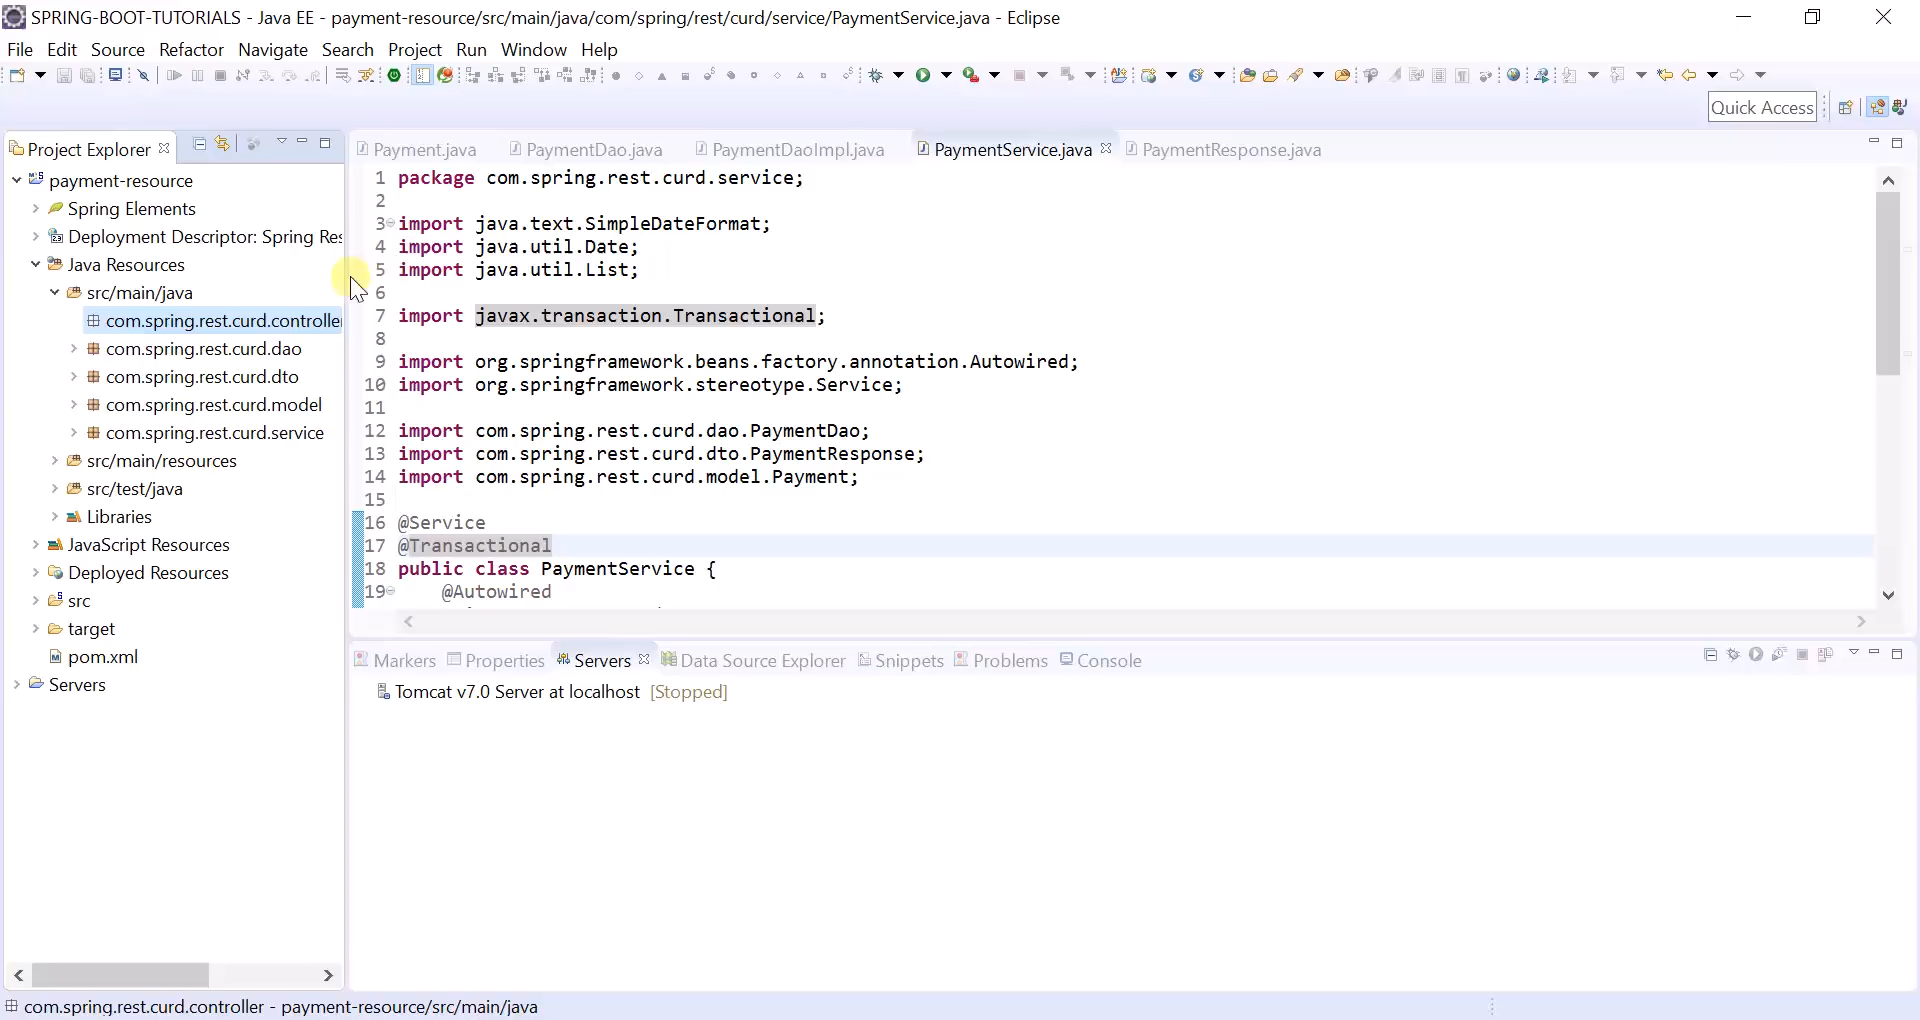 SPRING-BOOT-TUTORIALS - Java EE - payment-resource/src/main/java/com/spring/rest/curd/service/PaymentService.java - Eclipse
File Edit Source Refactor Navigate Search Project Run Window Help
Quick Access
Project Explorer
payment-resource
Spring Elements
Deployment Descriptor: Spring Res
Java Resources
src/main/java
com.spring.rest.curd.controller
com.spring.rest.curd.dao
com.spring.rest.curd.dto
com.spring.rest.curd.model
com.spring.rest.curd.service
src/main/resources
src/test/java
Libraries
JavaScript Resources
Deployed Resources
src
target
pom.xml
Servers
Payment.java PaymentDao.java PaymentDaoImpl.java PaymentService.java PaymentResponse.java
1 package com.spring.rest.curd.service;
2
3 import java.text.SimpleDateFormat;
4 import java.util.Date;
5 import java.util.List;
6
7 import javax.transaction.Transactional;
8
9 import org.springframework.beans.factory.annotation.Autowired;
10 import org.springframework.stereotype.Service;
11
12 import com.spring.rest.curd.dao.PaymentDao;
13 import com.spring.rest.curd.dto.PaymentResponse;
14 import com.spring.rest.curd.model.Payment;
15
16 @Service
17 @Transactional
18 public class PaymentService {
19 @Autowired
Markers Properties Servers Data Source Explorer Snippets Problems Console
Tomcat v7.0 Server at localhost [Stopped]
com.spring.rest.curd.controller - payment-resource/src/main/java